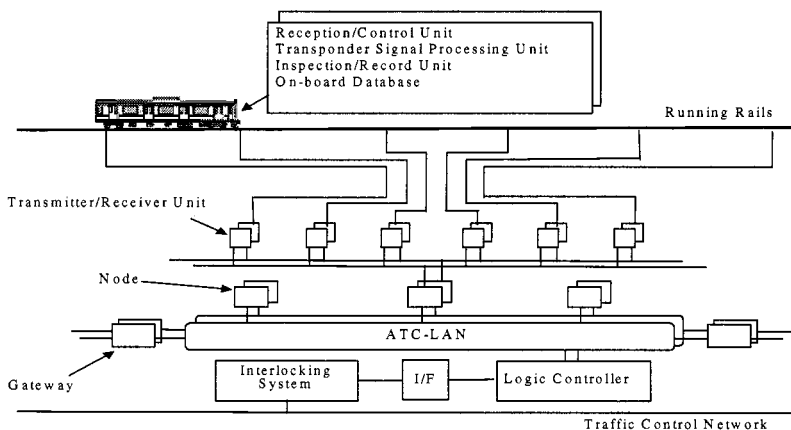 Reception/Control Unit
Transponder Signal Processing Unit
Inspection/Record Unit
On-board Database
Running Rails
Transmitter/Receiver Unit
Node
ATC-LAN
Gateway
Interlocking
System
I/F
Logic Controller
Traffic Control Network